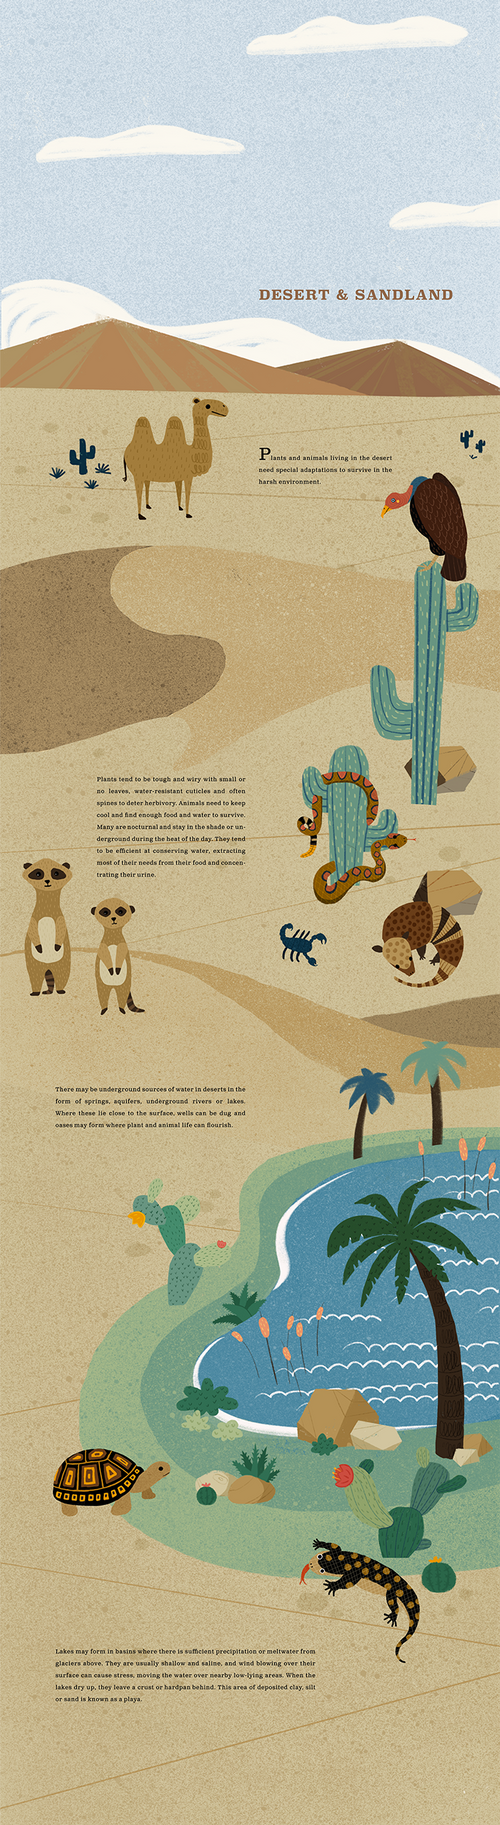 DESERT & SANDLAND
Plants and animals living in the desert
need special adaptations to survive in the
harsh environment.
Plants tend to be tough and wiry with small or
no leaves, water-resistant cuticles and often
spines to deter herbivory. Animals need to keep
cool and find enough food and water to survive.
Many are nocturnal and stay in the shade or un-
derground during the heat of the day. They tend
to be efficient at conserving water, extracting
most of their needs from their food and concen-
trating their urine.
There may be underground sources of water in deserts in the
form of springs, aquifers, underground rivers or lakes.
Where these lie close to the surface, wells can be dug and
oases may form where plant and animal life can flourish.
Lakes may form in basins where there is sufficient precipitation or meltwater from
glaciers above. They are usually shallow and saline, and wind blowing over their
surface can cause stress, moving the water over nearby low-lying areas. When the
lakes dry up, they leave a crust or hardpan behind. This area of deposited clay, silt
or sand is known as a playa.